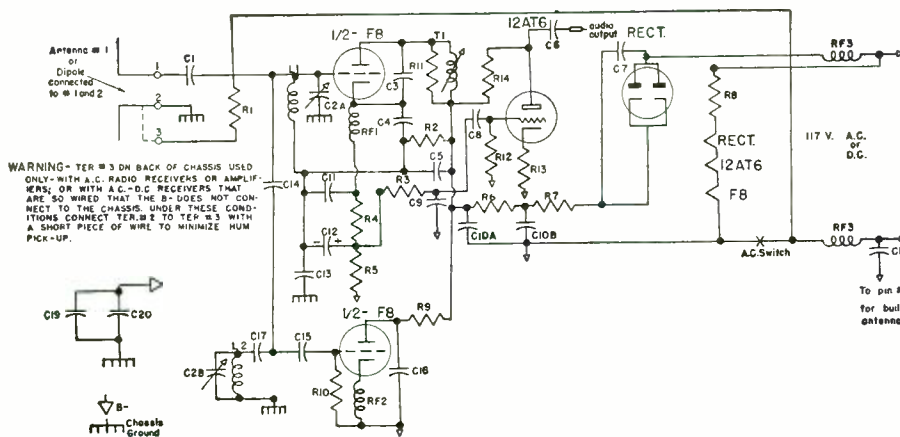 1/2- F8
12AT6
audio
output
RECT.
Antenna # 1
or
Dipole
connected
to # 1 and 2
1
2
3
C1
R1
L1
C2A
C3
R11
T1
C4
RF1
R2
C5
R14
C6
C8
R12
R13
C7
RF3
R8
RECT.
12AT6
F8
117 V. A.C.
or
D.C.
WARNING- TER # 3 ON BACK OF CHASSIS USED
ONLY-WITH A.C. RADIO RECEIVERS OR AMPLIF-
IERS; OR WITH A.C.-D.C RECEIVERS THAT
ARE SO WIRED THAT THE B- DOES NOT CON-
NECT TO THE CHASSIS. UNDER THESE COND-
ITIONS CONNECT TER.# 2 TO TER # 3 WITH
A SHORT PIECE OF WIRE TO MINIMIZE HUM
PICK-UP.
C14
C11
R3
C9
R4
C12
- +
C13
R5
R6
R7
C10A
C10B
A.C. Switch
RF3
To pin #
for buil
antenn
C19
C20
1/2- F8
R9
C17
C15
L2
C2B
R10
RF2
C16
B-
Chassis
Ground